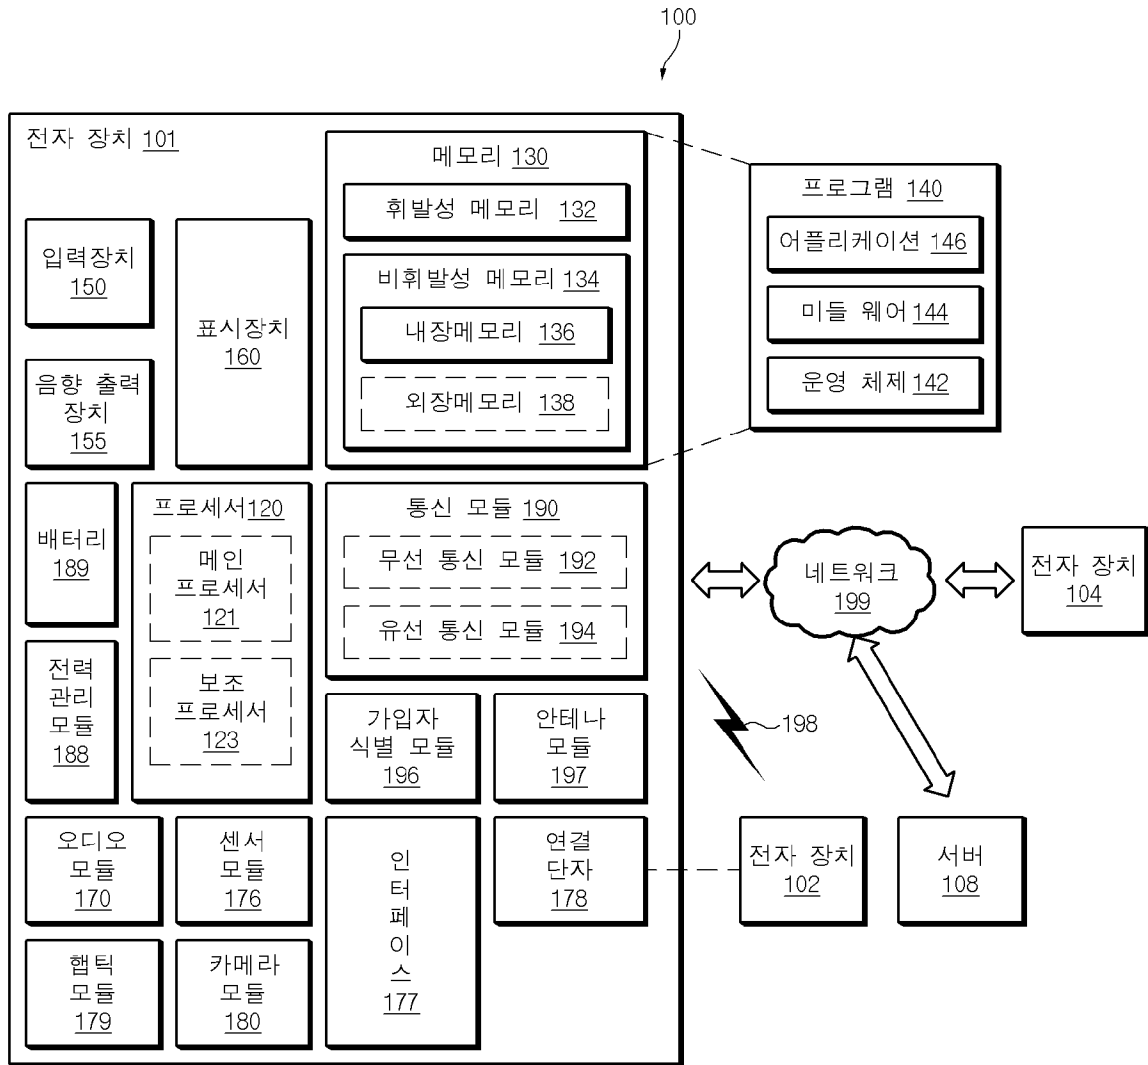 100
전자 장치 101
메모리 130
휘발성 메모리 132
비휘발성 메모리 134
내장메모리 136
외장메모리 138
프로그램 140
어플리케이션 146
미들 웨어 144
운영 체제 142
입력장치
150
표시장치
160
음향 출력
장치
155
배터리
189
프로세서 120
메인
프로세서
121
보조
프로세서
123
통신 모듈 190
무선 통신 모듈 192
유선 통신 모듈 194
네트워크
199
전자 장치
104
전력
관리
모듈
188
가입자
식별 모듈
196
안테나
모듈
197
198
오디오
모듈
170
센서
모듈
176
인
터
페
이
스
177
연결
단자
178
전자 장치
102
서버
108
햅틱
모듈
179
카메라
모듈
180